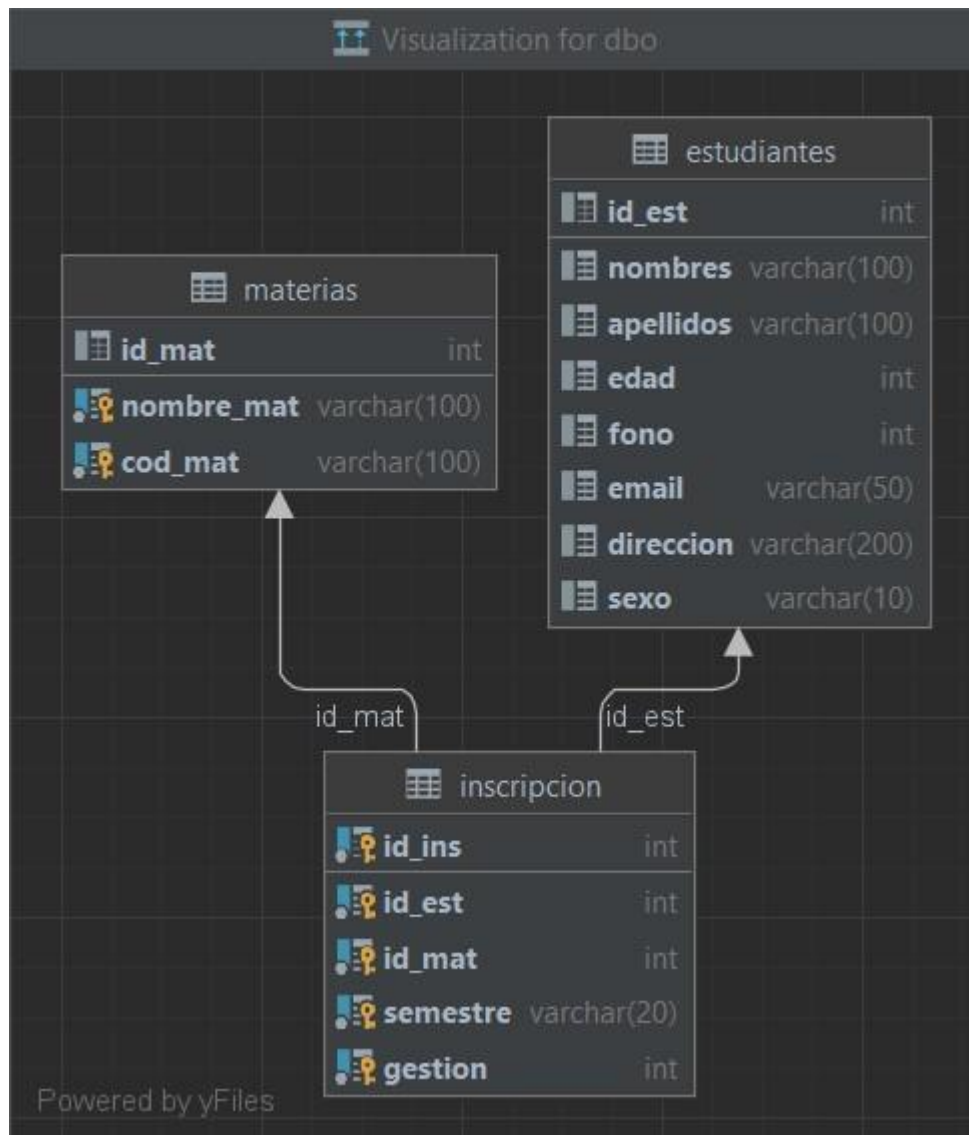 Visualization for dbo
estudiantes
id_est int
nombres varchar(100)
apellidos varchar(100)
edad int
fono int
email varchar(50)
direccion varchar(200)
sexo varchar(10)
materias
id_mat int
nombre_mat varchar(100)
cod_mat varchar(100)
id_mat
id_est
inscripcion
id_ins int
id_est int
id_mat int
semestre varchar(20)
gestion int
Powered by yFiles